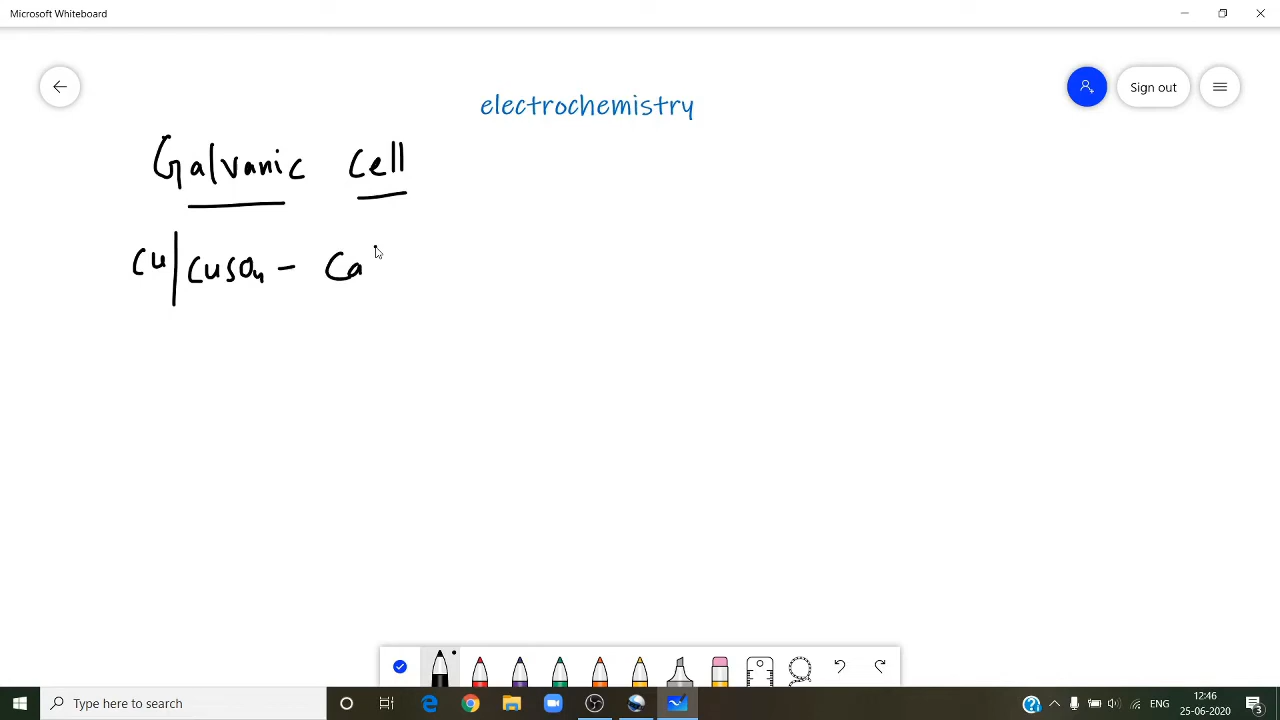 Microsoft Whiteboard
Sign out
electrochemistry
Galvanic Cell
Cu|CuSO4 - Ca
Type here to search
ENG
12:46
25-06-2020
3